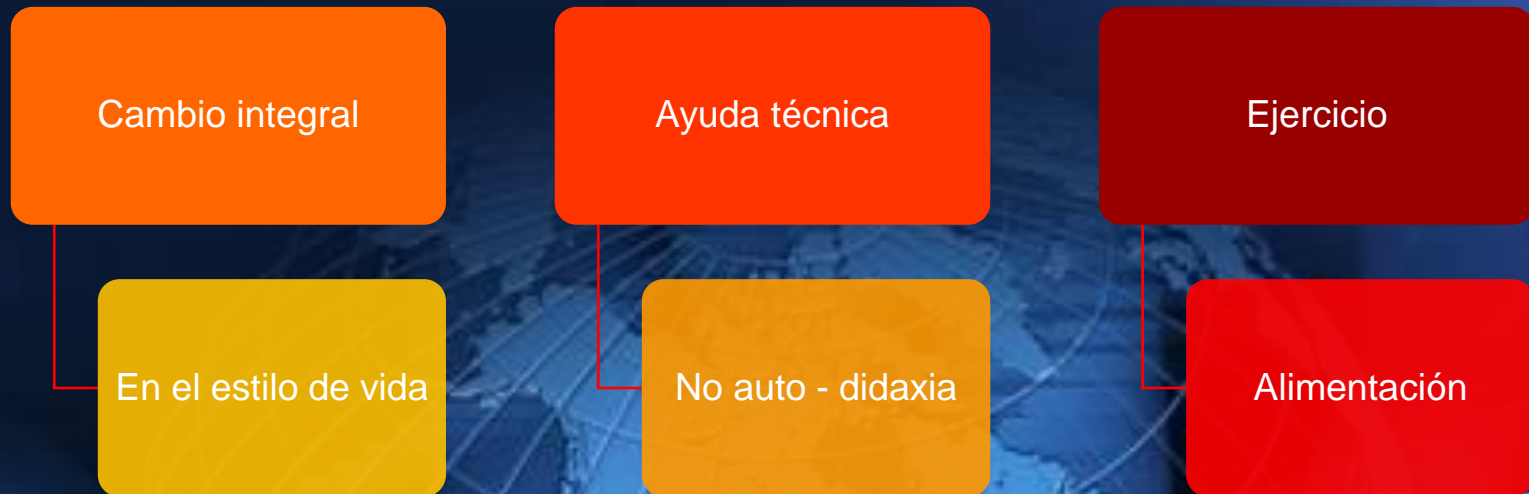 Cambio integral
Ayuda técnica
Ejercicio
En el estilo de vida
No auto - didaxia
Alimentación